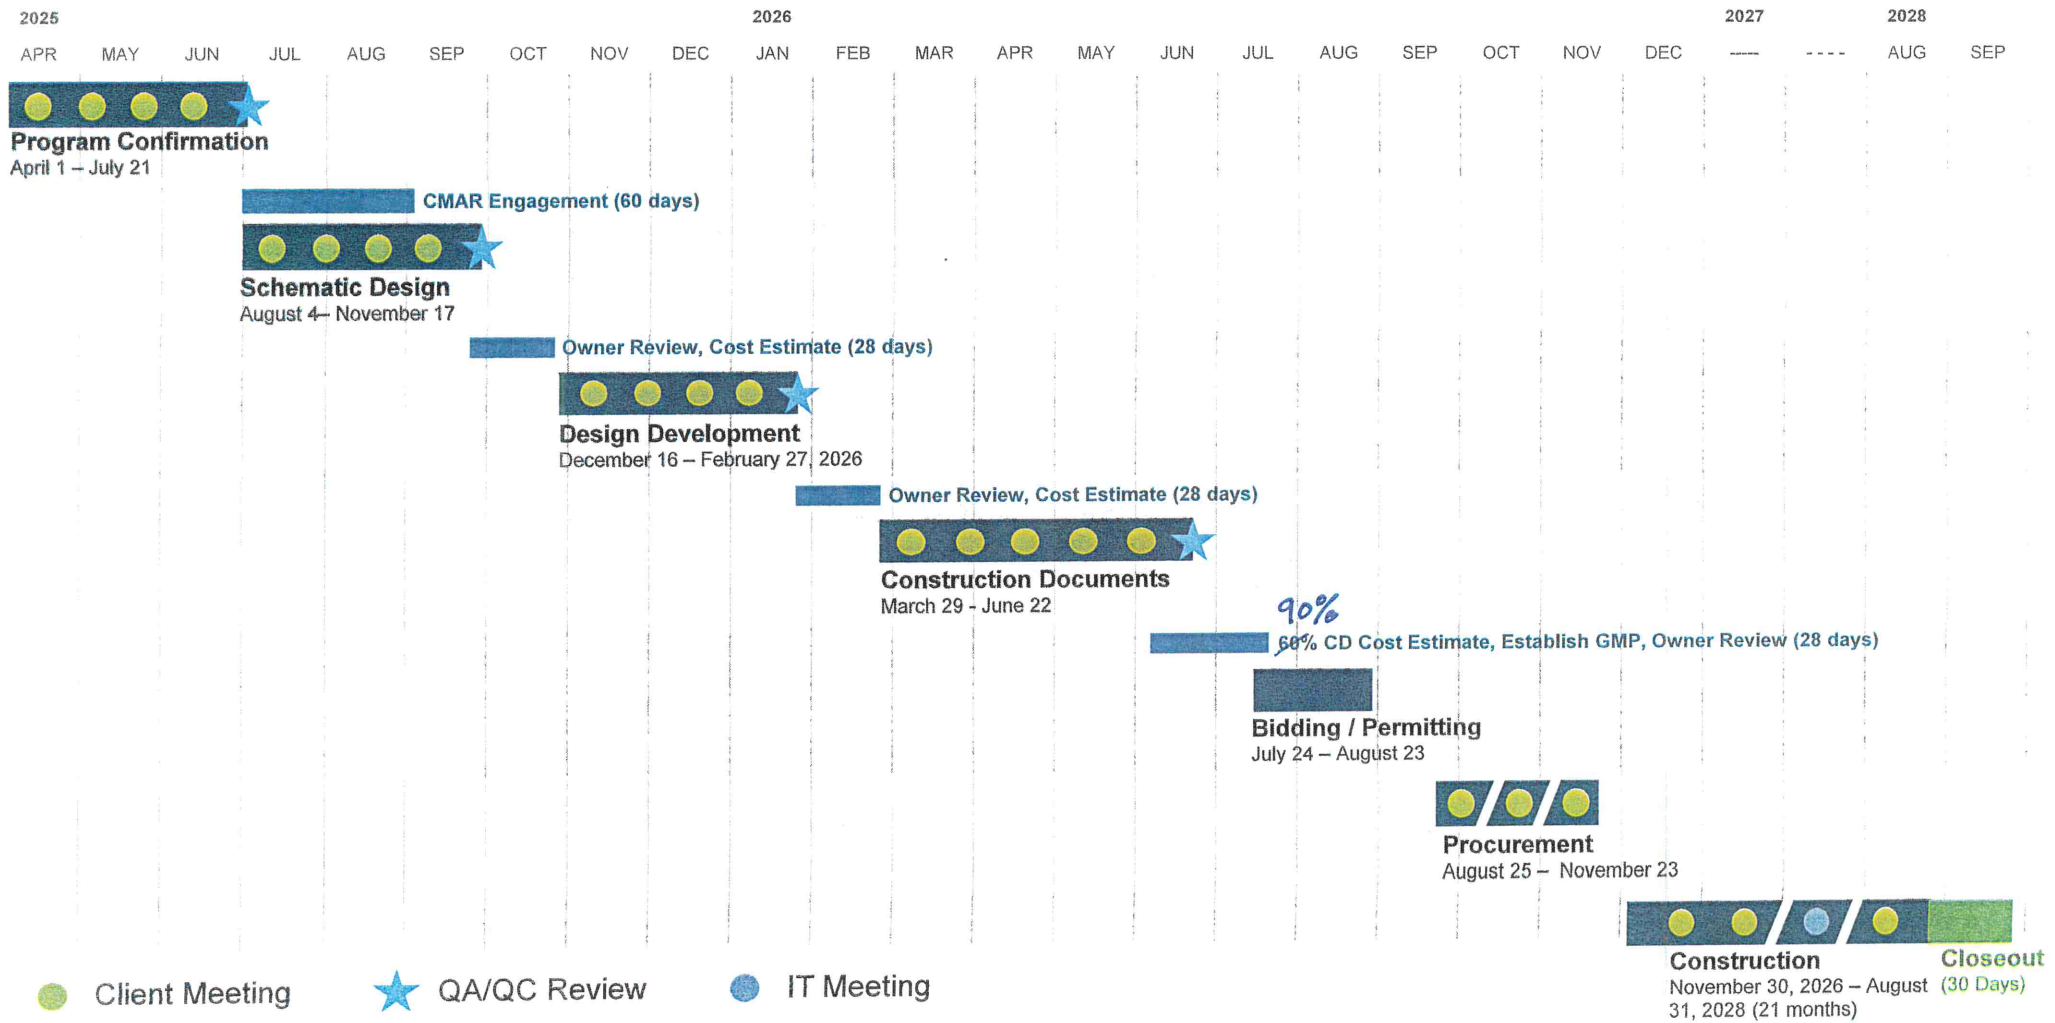 2025 2026 2027 2028
APR MAY JUN JUL AUG SEP OCT NOV DEC JAN FEB MAR APR MAY JUN JUL AUG SEP OCT NOV DEC ----- - - - - AUG SEP
Program Confirmation
April 1 – July 21
CMAR Engagement (60 days)
Schematic Design
August 4– November 17
Owner Review, Cost Estimate (28 days)
Design Development
December 16 – February 27, 2026
Owner Review, Cost Estimate (28 days)
Construction Documents
March 29 - June 22
90%
60% CD Cost Estimate, Establish GMP, Owner Review (28 days)
Bidding / Permitting
July 24 – August 23
Procurement
August 25 – November 23
Construction
November 30, 2026 – August
31, 2028 (21 months)
Closeout
(30 Days)
Client Meeting
QA/QC Review
IT Meeting